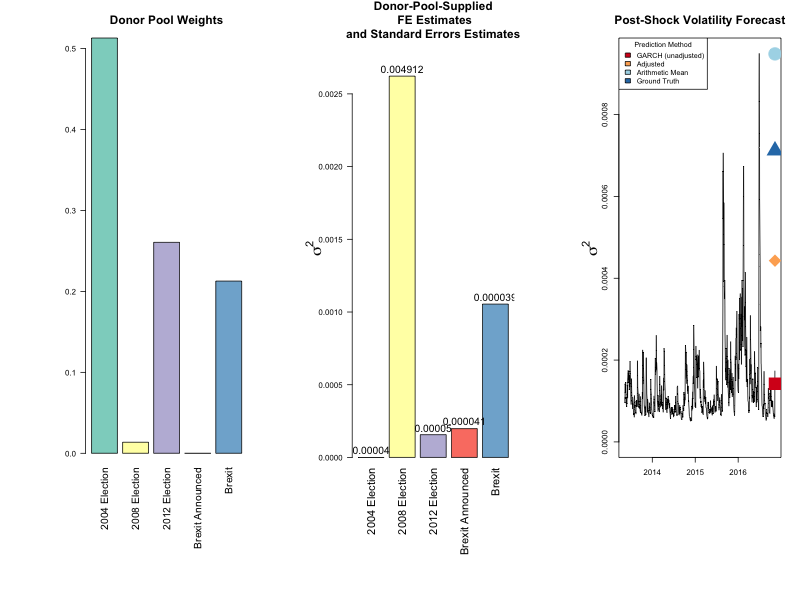 Donor Pool Weights
0.5
0.4
0.3
0.2
0.1
0.0
2004 Election
2008 Election
2012 Election
Brexit Announced
Brexit
Donor-Pool-Supplied
FE Estimates
and Standard Errors Estimates
σ²
0.0025
0.0020
0.0015
0.0010
0.0005
0.0000
0.00004
0.004912
0.00005
0.000041
0.000039
2004 Election
2008 Election
2012 Election
Brexit Announced
Brexit
Post-Shock Volatility Forecast
Prediction Method
GARCH (unadjusted)
Adjusted
Arithmetic Mean
Ground Truth
σ²
0.0008
0.0006
0.0004
0.0002
0.0000
2014
2015
2016